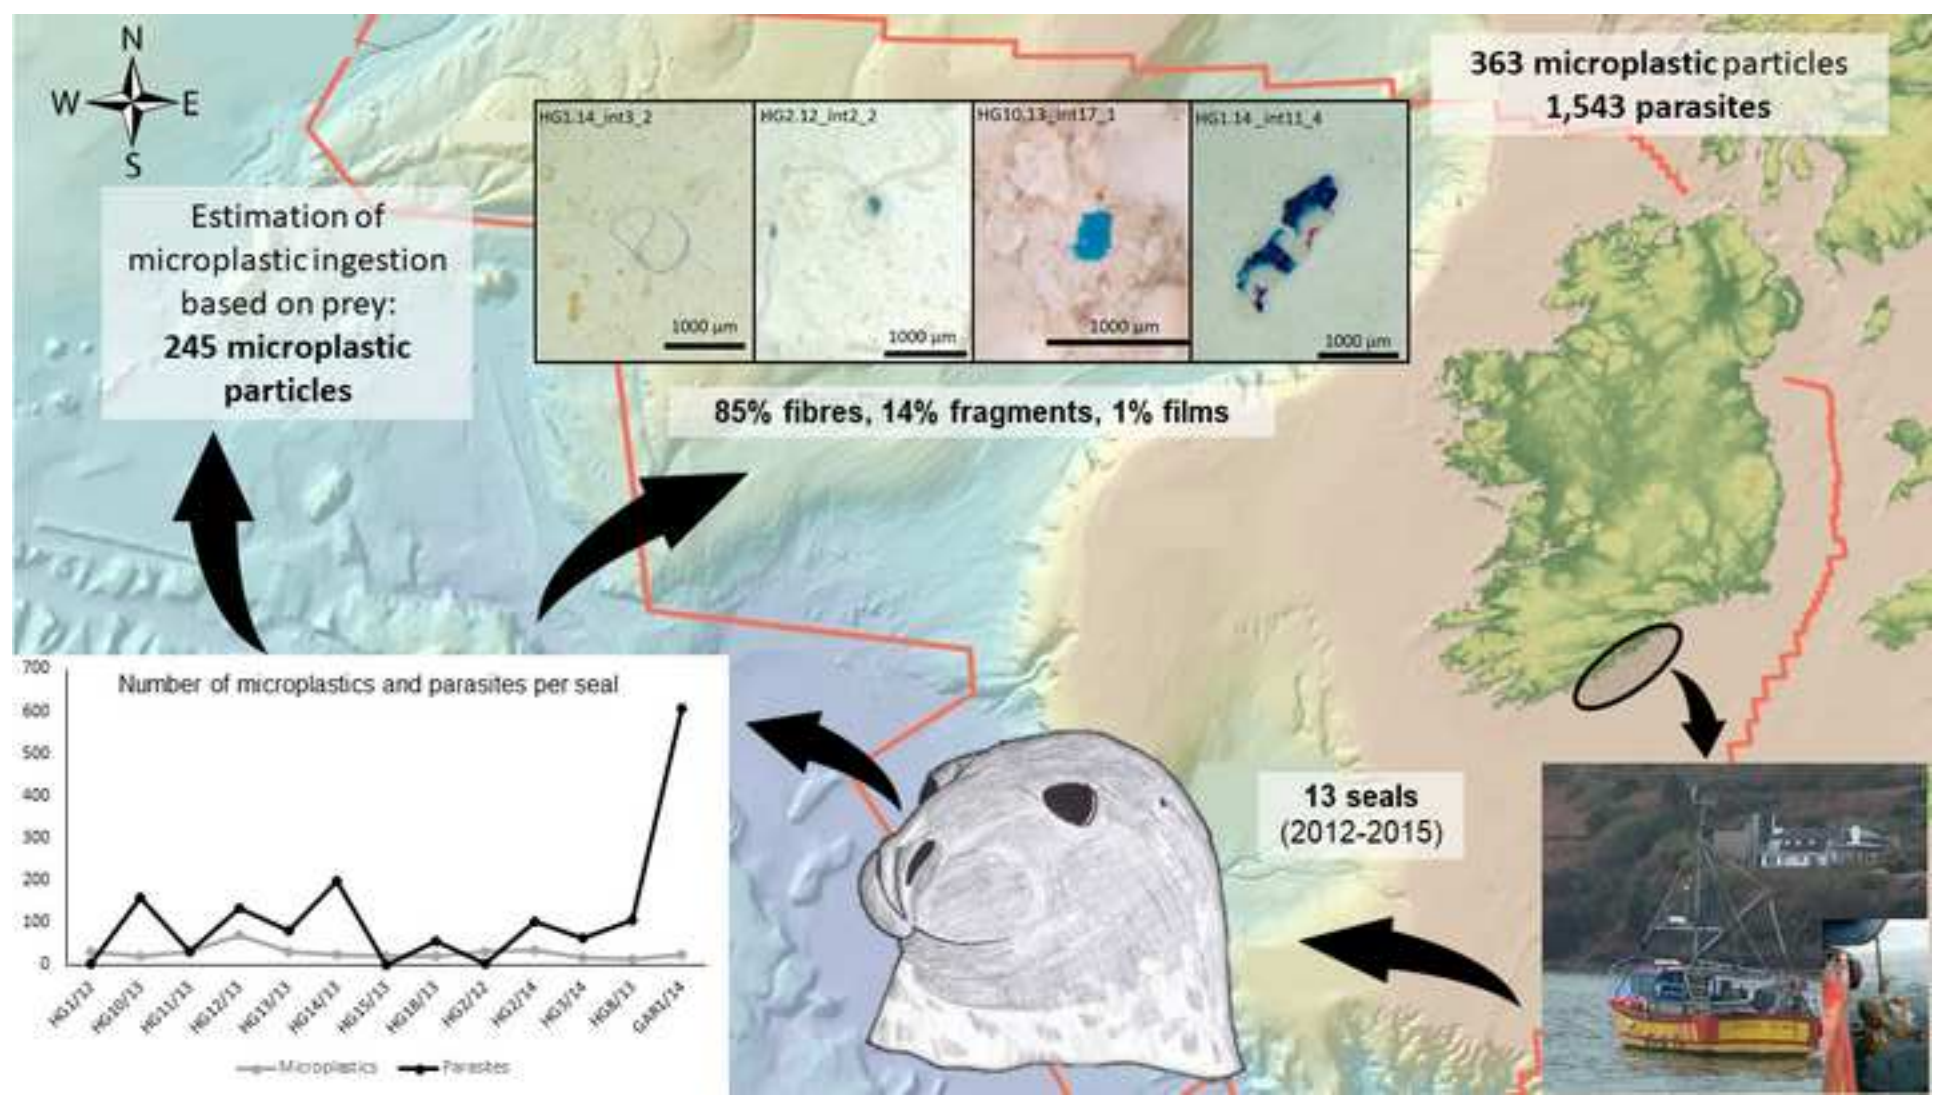 N
W E
S
363 microplastic particles
1,543 parasites
HG1.14_int3_2
HG2.12_int2_2
HG10.13_int17_1
HG1.14_int11_4
1000 µm
1000 µm
1000 µm
1000 µm
Estimation of
microplastic ingestion
based on prey:
245 microplastic
particles
85% fibres, 14% fragments, 1% films
Number of microplastics and parasites per seal
700
600
500
400
300
200
100
0
HG1/12
HG10/13
HG11/13
HG12/13
HG13/13
HG14/13
HG15/13
HG18/13
HG2/12
HG2/14
HG3/14
HG8/13
GAR1/14
Microplastics
Parasites
13 seals
(2012-2015)